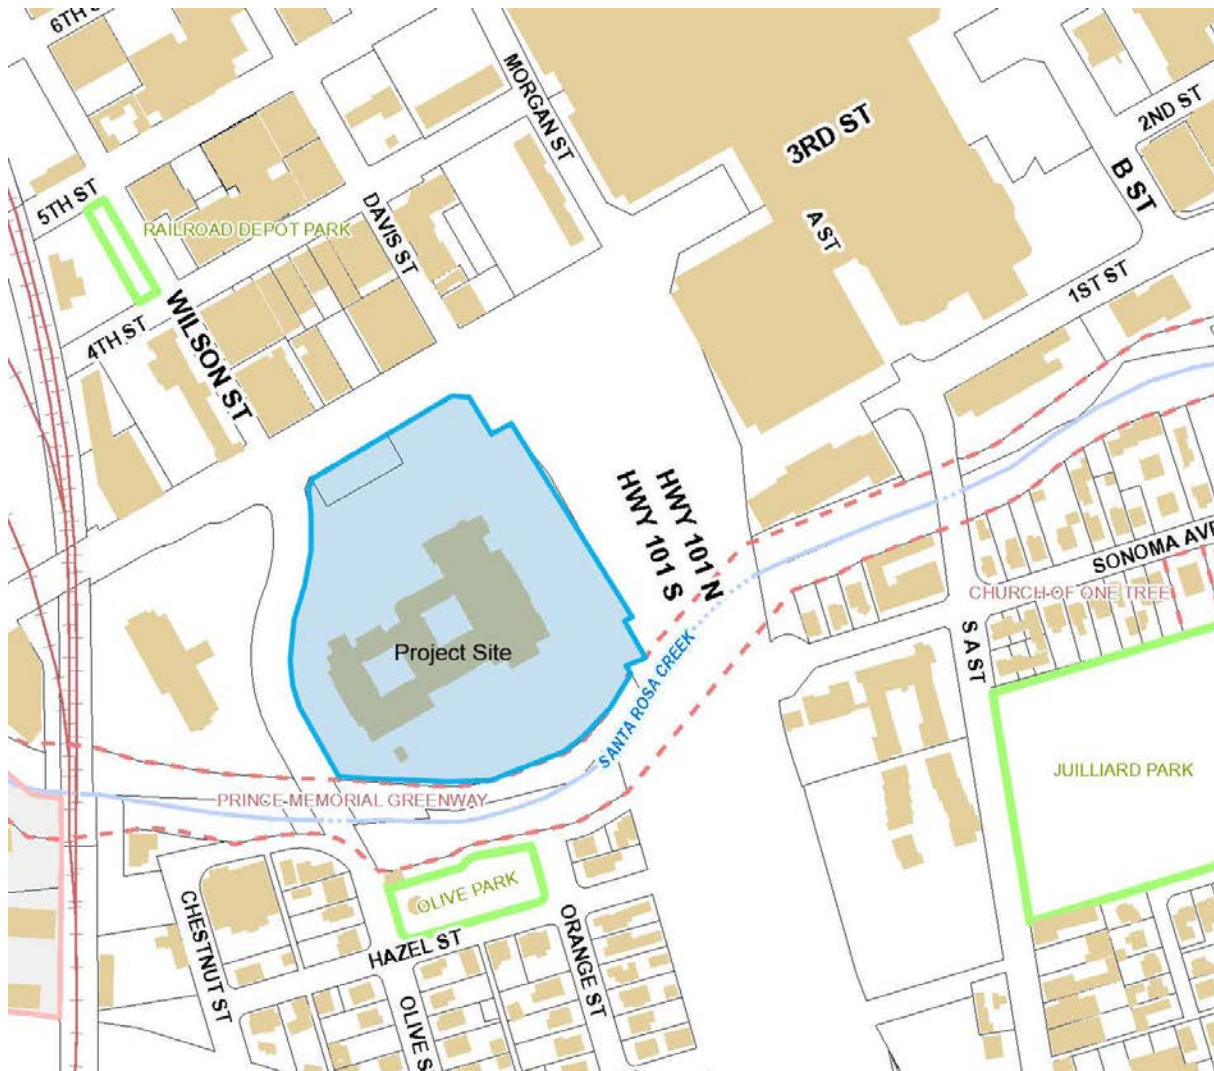 6TH S
MORGAN ST
2ND ST
3RD ST
B ST
5TH ST
RAILROAD DEPOT PARK
DAVIS ST
A ST
1ST ST
WILSON ST
4TH ST
HWY 101 N
HWY 101 S
SONOMA AVE
CHURCH OF ONE TREE
Project Site
S A ST
SANTA ROSA CREEK
JUILLIARD PARK
PRINCE MEMORIAL GREENWAY
OLIVE PARK
CHESTNUT ST
HAZEL ST
ORANGE ST
OLIVE S